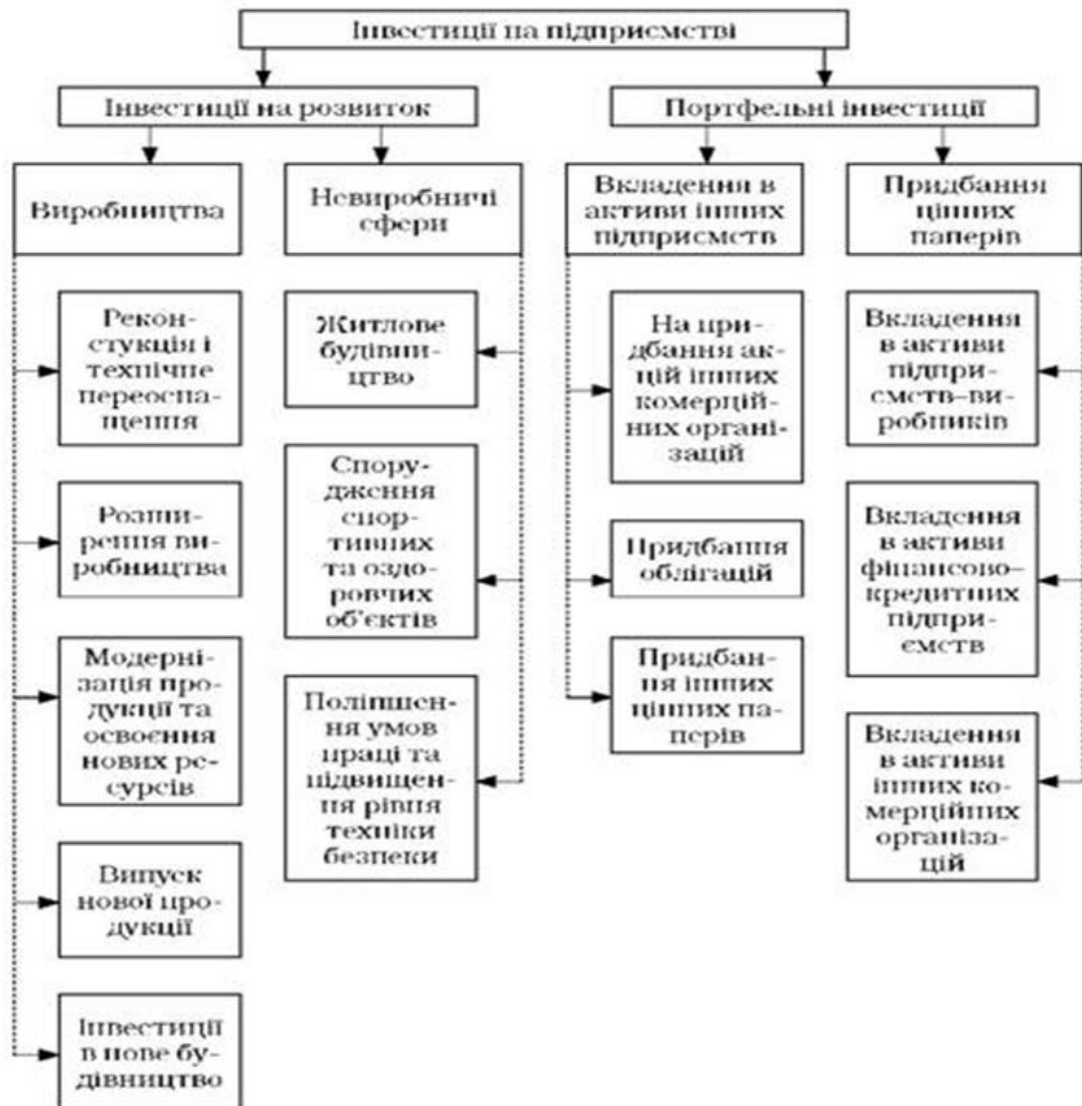 Інвестиції на підприємстві
Інвестиції на розвиток
Портфельні інвестиції
Виробництва
Невиробничі
сфери
Вкладення в
активи інших
підприємств
Придбання
цінних
паперів
Рекон-
стукція і
технічне
переосна-
щення
Розши-
рення ви-
робництва
Модерні-
зація про-
дукції та
освоєння
нових ре-
сурсів
Випуск
нової про-
дукції
Інвестиції
в нове бу-
дівництво
Житлове
будівни-
цтво
Спору-
дження
спор-
тивних
та оздо-
ровчих
об'єктів
Поліпшен-
ня умов
праці та
підвищен-
ня рівня
техніки
безпеки
На при-
дбання ак-
цій інших
комерцій-
них органі-
зацій
Придбання
облігацій
Придбан-
ня інших
цінних па-
перів
Вкладення
в активи
підпри-
ємств–ви-
робників
Вкладення
в активи
фінансово–
кредитних
підпри-
ємств
Вкладення
в активи
інших ко-
мерційних
організа-
цій